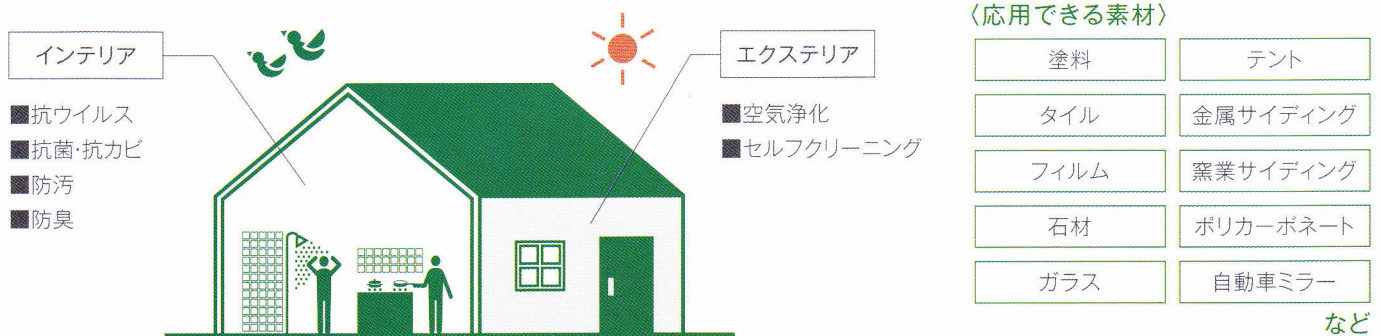 インテリア
■抗ウイルス
■抗菌・抗カビ
■防汚
■防臭
エクステリア
■空気浄化
■セルフクリーニング
〈応用できる素材〉
塗料
テント
タイル
金属サイディング
フィルム
窯業サイディング
石材
ポリカーボネート
ガラス
自動車ミラー
など